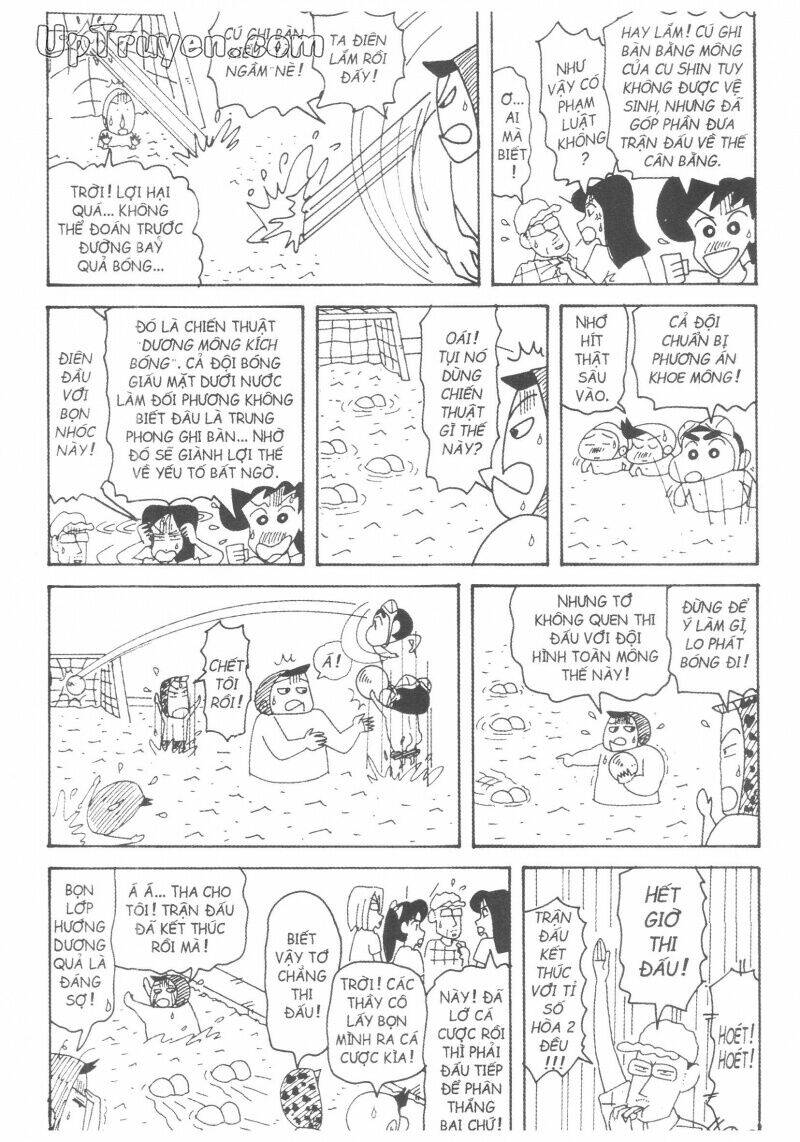 UpTruyen.com
HAY LẮM! CÚ GHI
BÀN BẰNG MÔNG
CỦA CU SHIN TUY
KHÔNG ĐƯỢC VỆ
SINH, NHƯNG ĐÃ
GÓP PHẦN ĐƯA
TRẬN ĐẤU VỀ THẾ
CÂN BẰNG.
NHƯ
VẬY CÓ
PHẠM
LUẬT
KHÔNG
?
Ơ...
AI MÀ
BIẾT!
TA ĐIÊN
LẮM RỒI
ĐẤY!
CÚ GHI BÀN
NGẦM NÈ!
TRỜI! LỢI HẠI
QUÁ... KHÔNG
THỂ ĐOÁN TRƯỚC
ĐƯỜNG BAY
QUẢ BÓNG...
CẢ ĐỘI
CHUẨN BỊ
PHƯƠNG ÁN
KHOE MÔNG!
NHỚ
HÍT
THẬT
SÂU
VÀO.
OÁI!
TỤI NÓ
DÙNG
CHIẾN
THUẬT
GÌ THẾ
NÀY?
ĐÓ LÀ CHIẾN THUẬT
"DƯƠNG MÔNG KÍCH
BÓNG". CẢ ĐỘI BÓNG
GIẤU MẶT DƯỚI NƯỚC
LÀM ĐỐI PHƯƠNG KHÔNG
BIẾT ĐÂU LÀ TRUNG
PHONG GHI BÀN... NHỜ
ĐÓ SẼ GIÀNH LỢI THẾ
VỀ YẾU TỐ BẤT NGỜ.
ĐIÊN
ĐẦU VỚI
BỌN
NHÓC
NÀY!
ĐỪNG ĐỂ
Ý LÀM GÌ,
LO PHÁT
BÓNG ĐI!
NHƯNG TỚ
KHÔNG QUEN THI
ĐẤU VỚI ĐỘI
HÌNH TOÀN MÔNG
THẾ NÀY!
Á!
CHẾT
TÔI
RỒI!
HẾT
GIỜ
THI
ĐẤU!
HOÉT!
HOÉT!
TRẬN
ĐẤU KẾT
THÚC
VỚI TỈ
SỐ
HÒA 2
ĐỀU
!!!
NÀY! ĐÃ
LỠ CÁ
CƯỢC RỒI
THÌ PHẢI
ĐẤU TIẾP
ĐỂ PHÂN
THẮNG
BẠI CHỨ!
TRỜI! CÁC
THẦY CÔ
LẤY BỌN
MÌNH RA CÁ
CƯỢC KÌA!
BIẾT
VẬY TỚ
CHẲNG
THI
ĐẤU!
Á Á... THA CHO
TÔI! TRẬN ĐẤU
ĐÃ KẾT THÚC
RỒI MÀ!
BỌN
LỚP
HƯỚNG
DƯƠNG
QUẢ LÀ
ĐÁNG
SỢ!